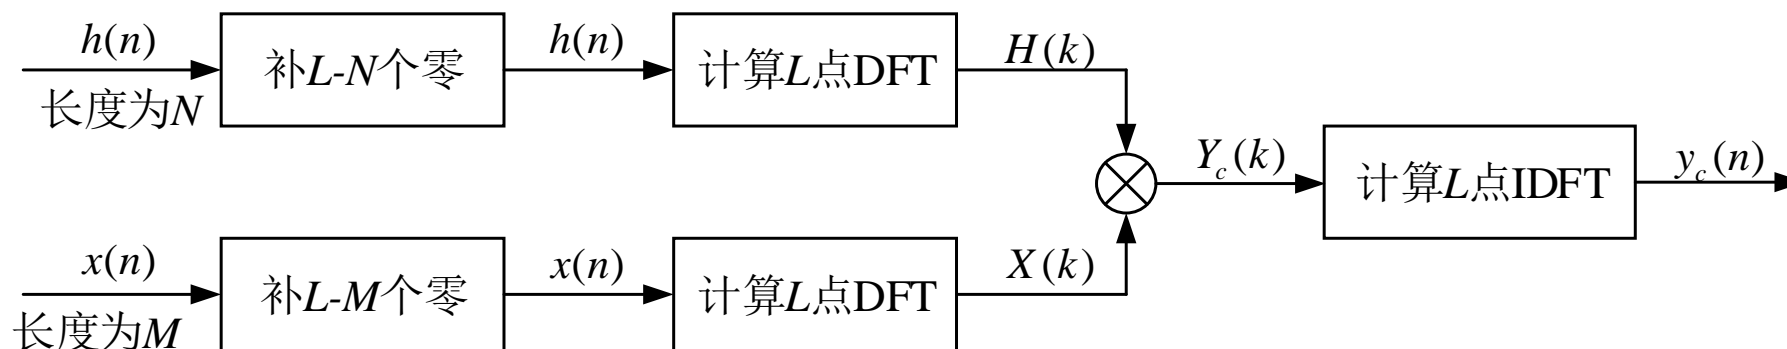 h(n)
长度为N
补L-N个零
h(n)
计算L点DFT
H(k)
x(n)
长度为M
补L-M个零
x(n)
计算L点DFT
X(k)
Y_c(k)
计算L点IDFT
y_c(n)